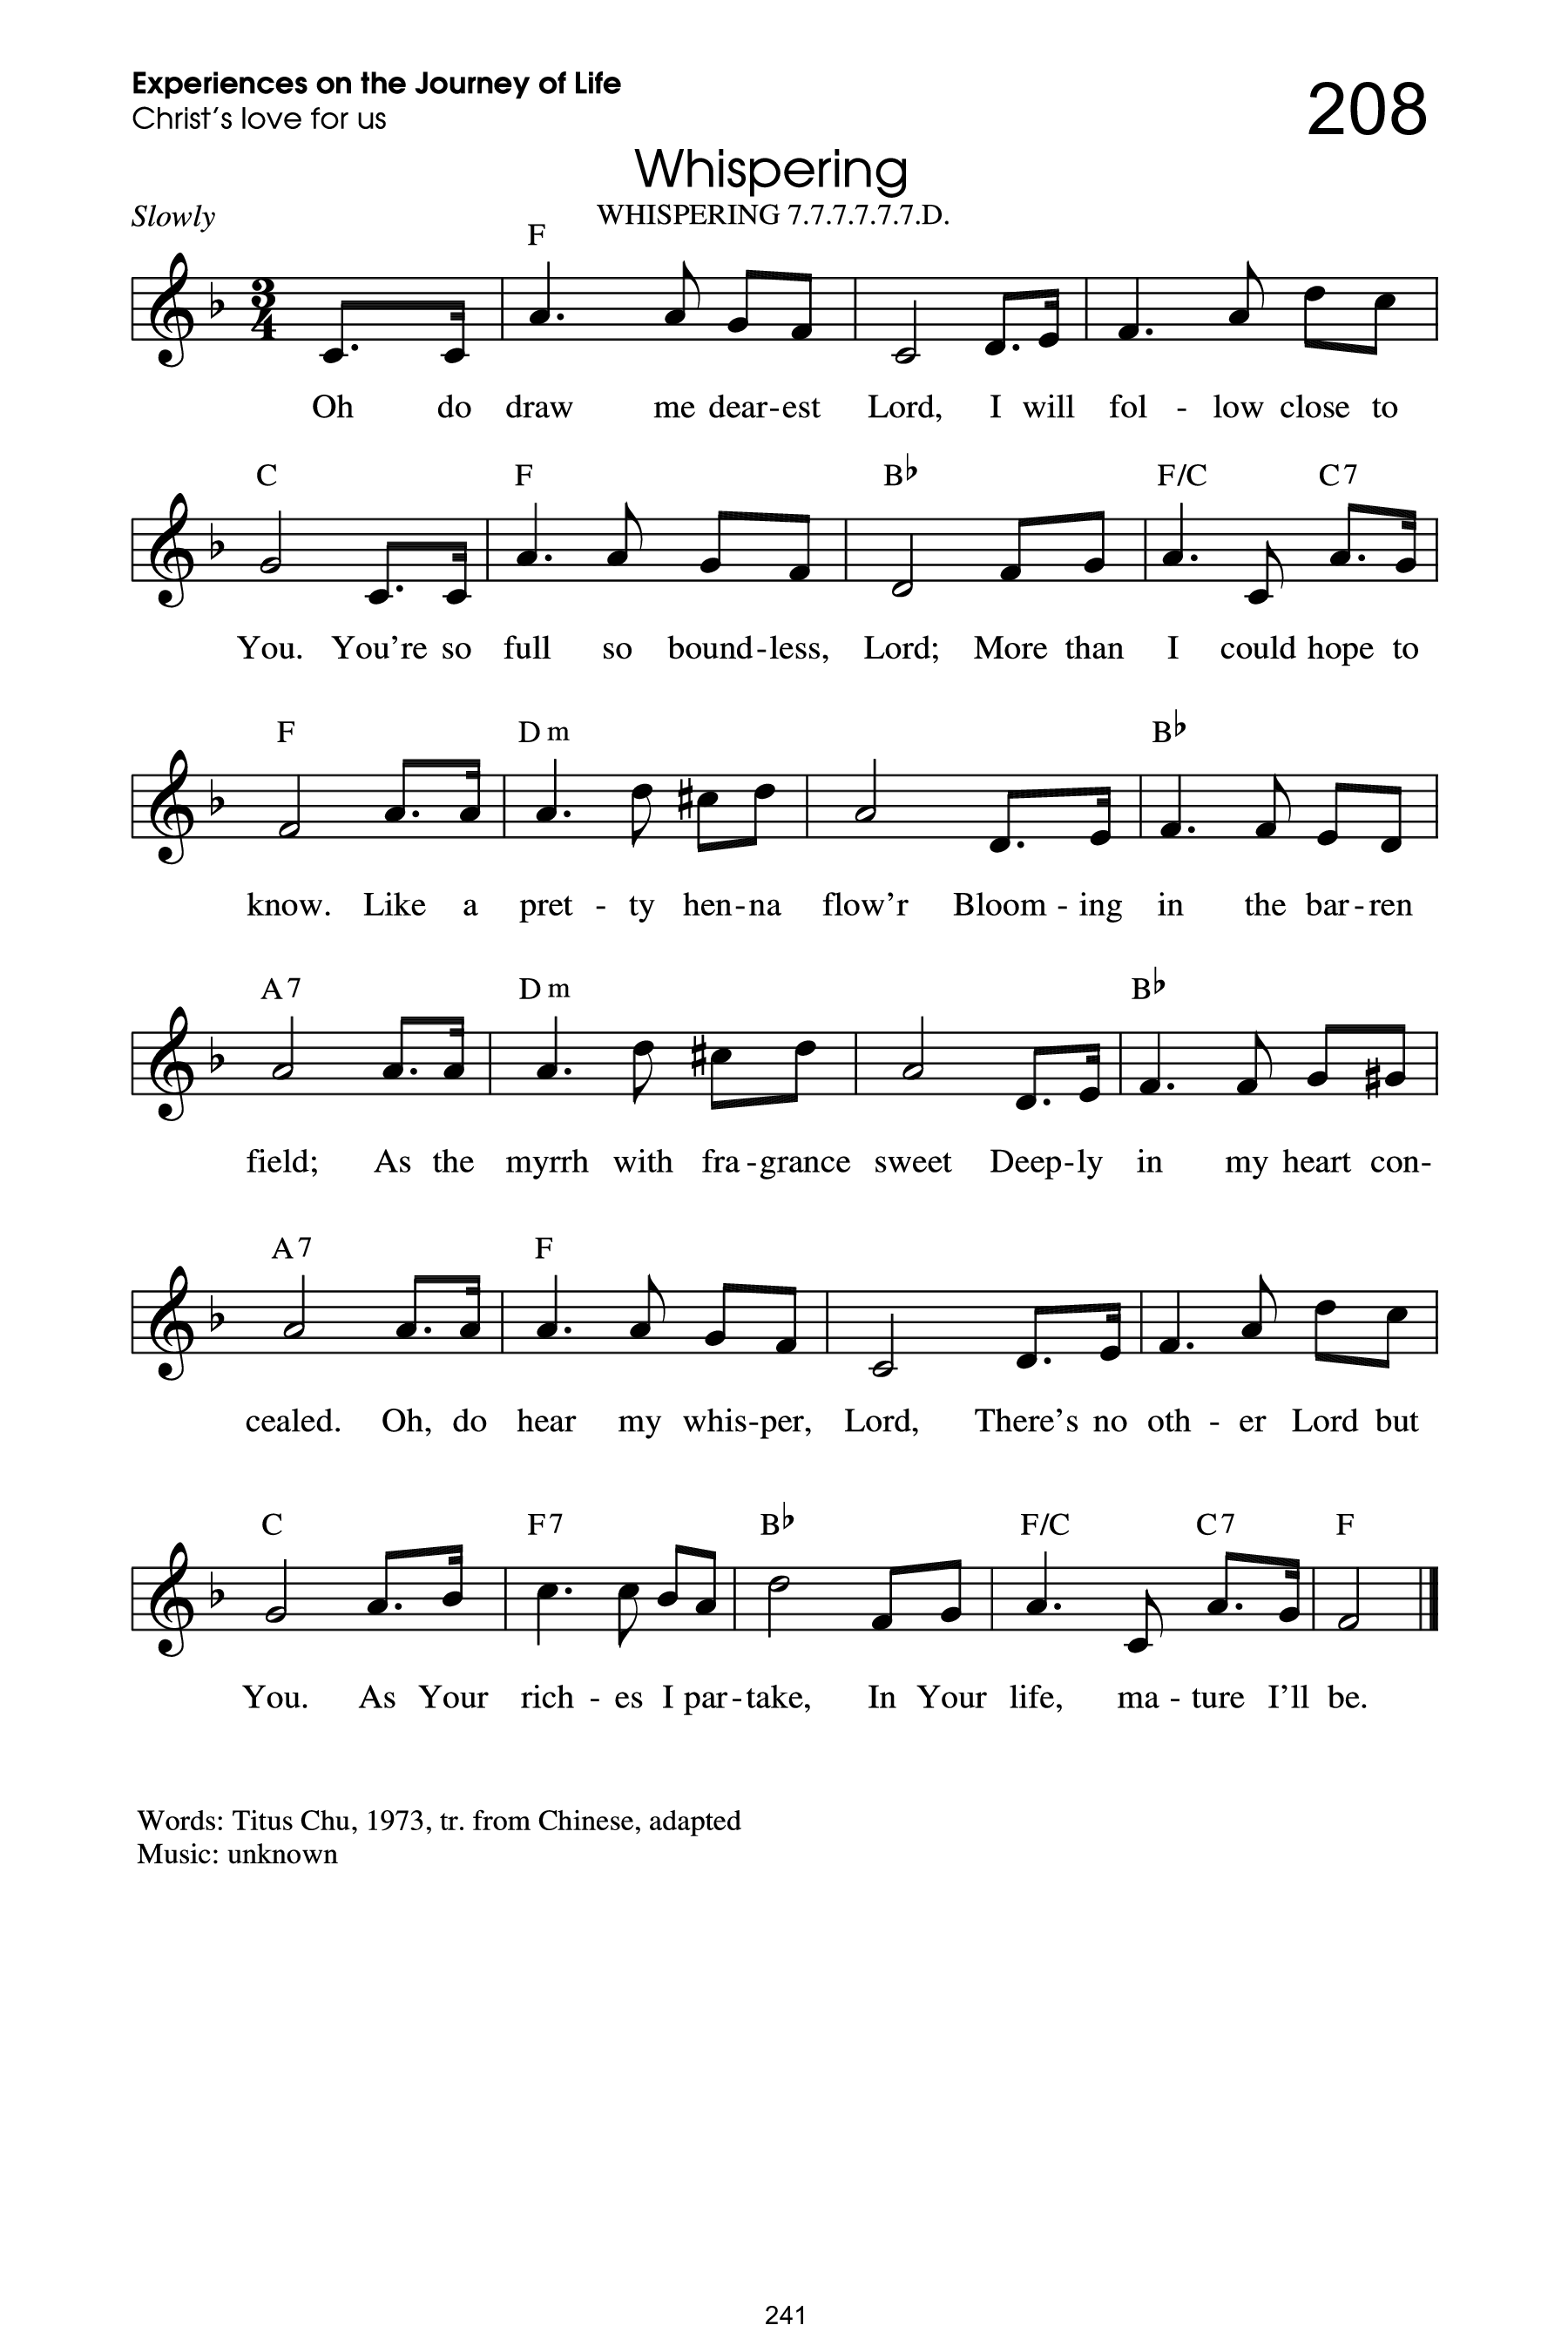 Experiences on the Journey of Life
Christ's love for us
208
Whispering
Slowly
WHISPERING 7.7.7.7.7.7.D.
F
3
4
Oh do draw me dear-est Lord, I will fol - low close to
C F B♭ F/C C7
You. You're so full so bound-less, Lord; More than I could hope to
F Dm B♭
know. Like a pret - ty hen-na flow'r Bloom - ing in the bar-ren
A7 Dm B♭
field; As the myrrh with fra-grance sweet Deep-ly in my heart con-
A7 F
cealed. Oh, do hear my whis-per, Lord, There's no oth - er Lord but
C F7 B♭ F/C C7 F
You. As Your rich - es I par-take, In Your life, ma - ture I'll be.
Words: Titus Chu, 1973, tr. from Chinese, adapted
Music: unknown
241